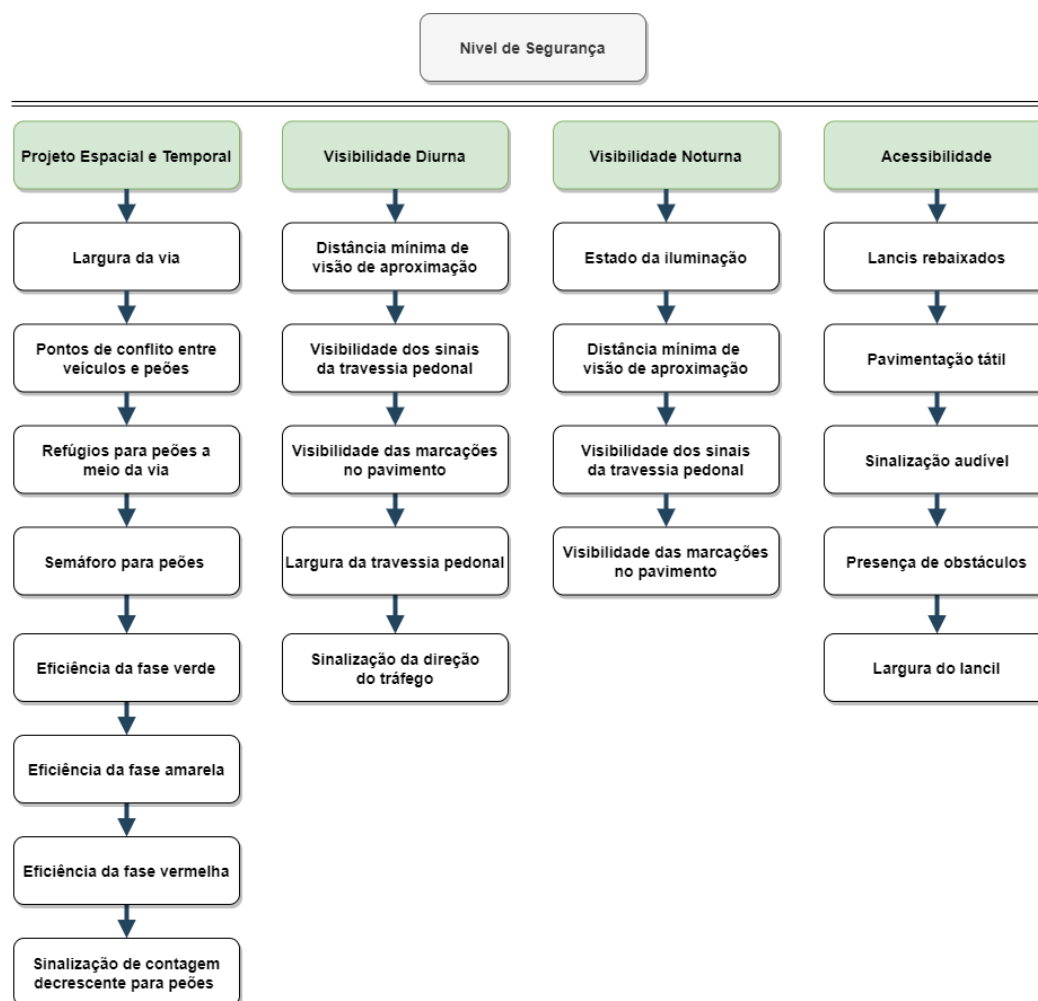 Nivel de Segurança
Projeto Espacial e Temporal
Largura da via
Pontos de conflito entre
veículos e peões
Refúgios para peões a
meio da via
Semáforo para peões
Eficiência da fase verde
Eficiência da fase amarela
Eficiência da fase vermelha
Sinalização de contagem
decrescente para peões
Visibilidade Diurna
Distância mínima de
visão de aproximação
Visibilidade dos sinais
da travessia pedonal
Visibilidade das marcações
no pavimento
Largura da travessia pedonal
Sinalização da direção
do tráfego
Visibilidade Noturna
Estado da iluminação
Distância mínima de
visão de aproximação
Visibilidade dos sinais
da travessia pedonal
Visibilidade das marcações
no pavimento
Acessibilidade
Lancis rebaixados
Pavimentação tátil
Sinalização audível
Presença de obstáculos
Largura do lancil